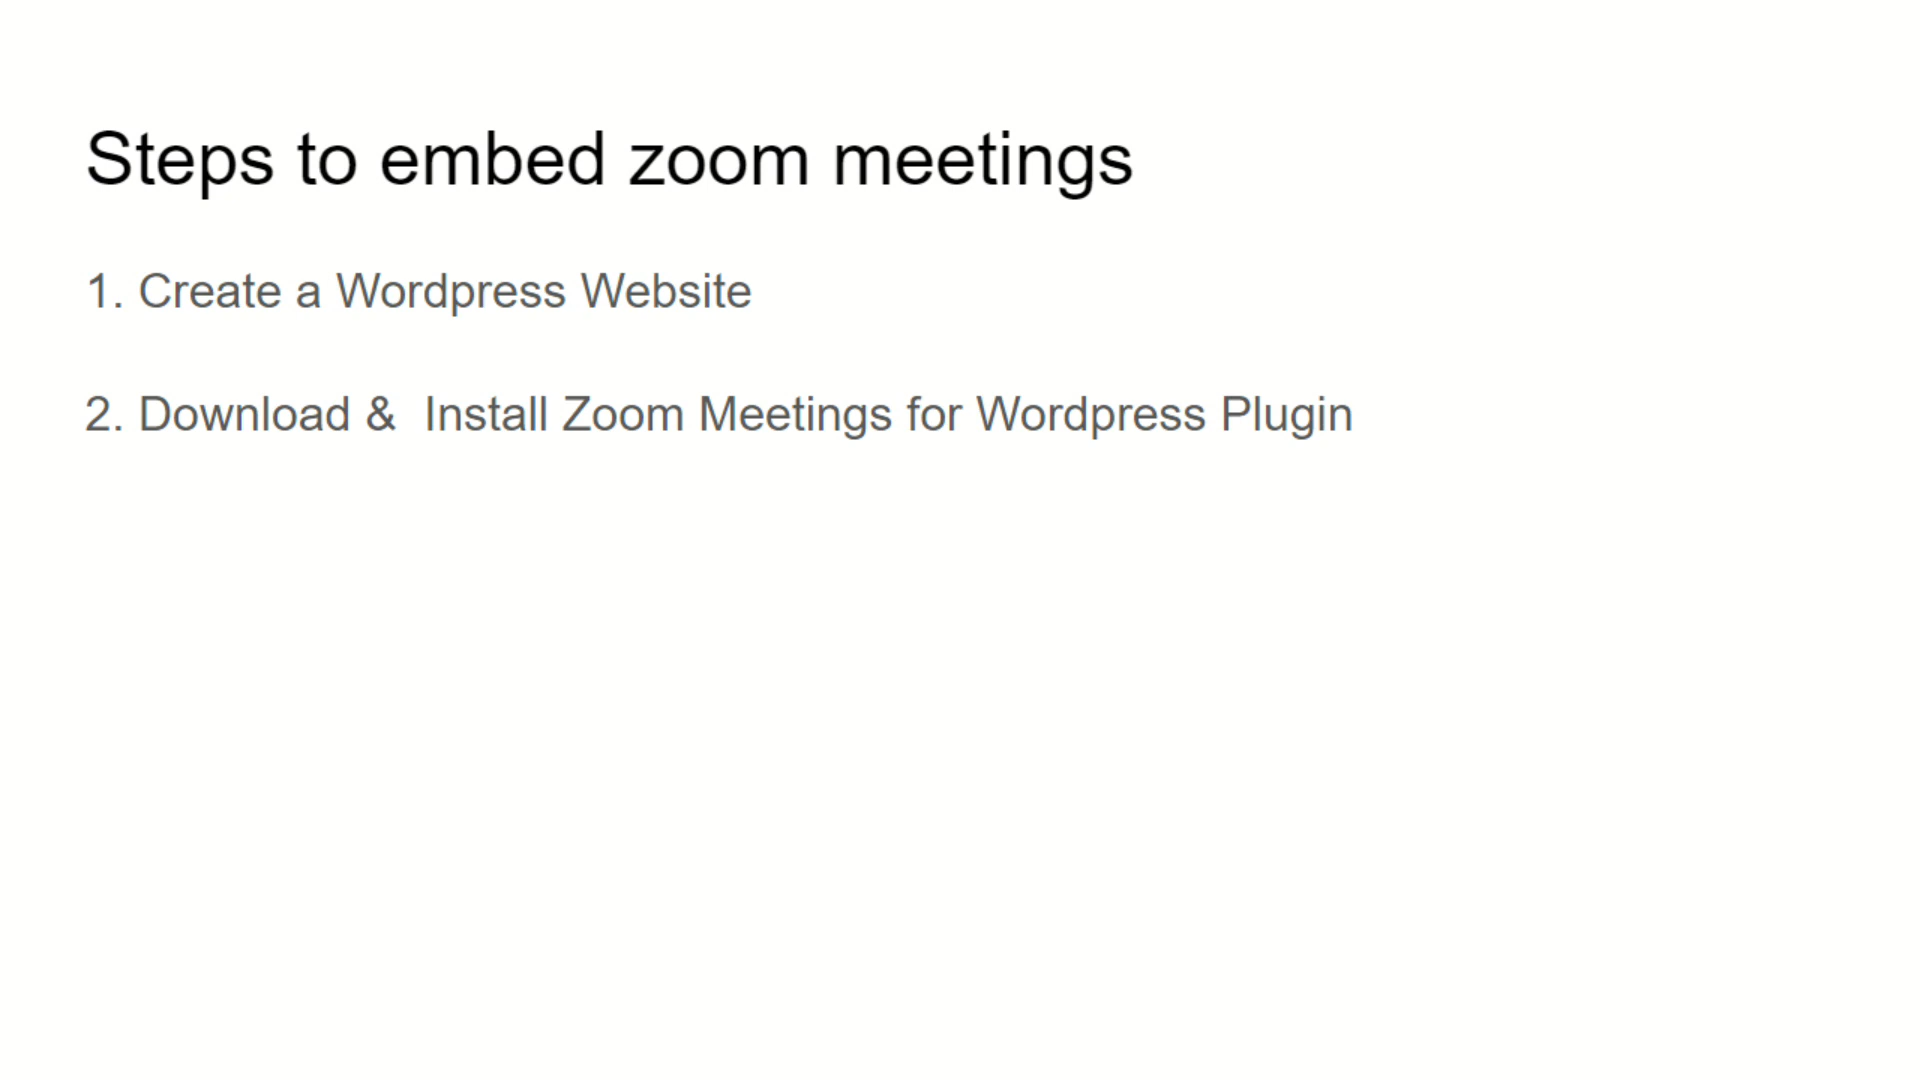 Steps to embed zoom meetings
1. Create a Wordpress Website
2. Download &  Install Zoom Meetings for Wordpress Plugin